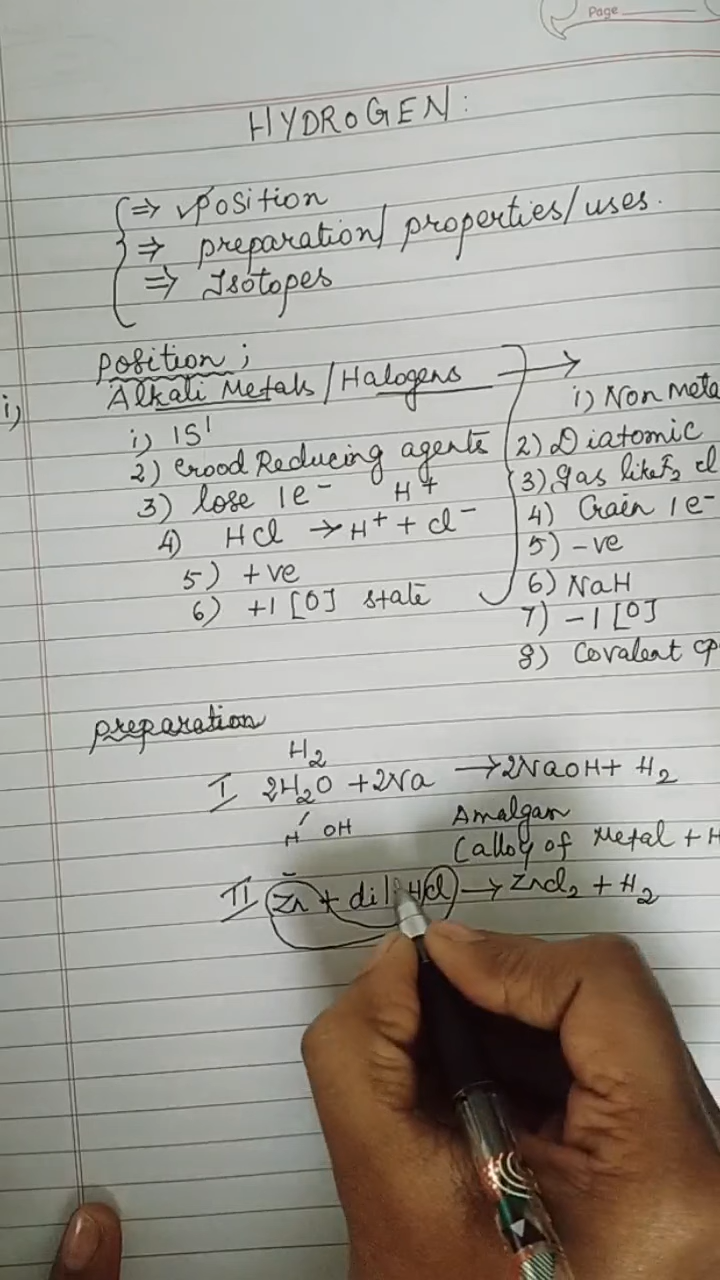 Page
HYDROGEN:
⇒ ✓position
⇒ preparation/ properties/uses.
⇒ Isotopes
position;
i) Alkali Metals / Halogens →
i) 1S¹
2) Good Reducing agents
3) lose 1e⁻ H⁺
4) HCl → H⁺ + Cl⁻
5) +ve
6) +1 [O] state
i) Non meta
2) Diatomic
3) gas like F₂ cl
4) Gain 1e⁻
5) -ve
6) NaH
7) -1 [O]
8) Covalent cp
preparation
H₂
I 2H₂O + 2Na → 2NaOH + H₂
H OH
Amalgam
(alloy of Metal + H
II Zn + dil HCl → ZnCl₂ + H₂